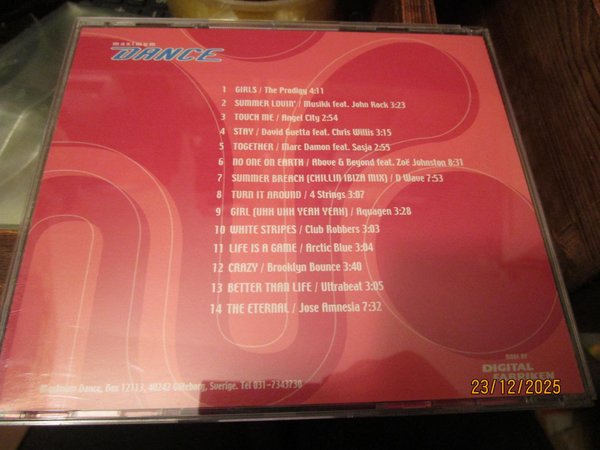 maximum
DANCE
1 GIRLS / The Prodigy 4:11
2 SUMMER LOVIN' / Musikk feat. John Rock 3:23
3 TOUCH ME / Angel City 2:54
4 STAY / David Guetta feat. Chris Willis 3:15
5 TOGETHER / Marc Damon feat. Sasja 2:55
6 NO ONE ON EARTH / Above & Beyond feat. Zoë Johnston 8:31
7 SUMMER BREACH (CHILLIN IBIZA MIX) / D Wave 7:53
8 TURN IT AROUND / 4 Strings 3:07
9 GIRL (UHH UHH YEAH YEAH) / Aquagen 3:28
10 WHITE STRIPES / Club Robbers 3:03
11 LIFE IS A GAME / Arctic Blue 3:04
12 CRAZY / Brooklyn Bounce 3:40
13 BETTER THAN LIFE / Ultrabeat 3:05
14 THE ETERNAL / Jose Amnesia 7:32
Maximum Dance, Box 12113, 40242 Göteborg, Sverige. Tel 031-7343730
DIGITAL
FABRIKEN
23/12/2025